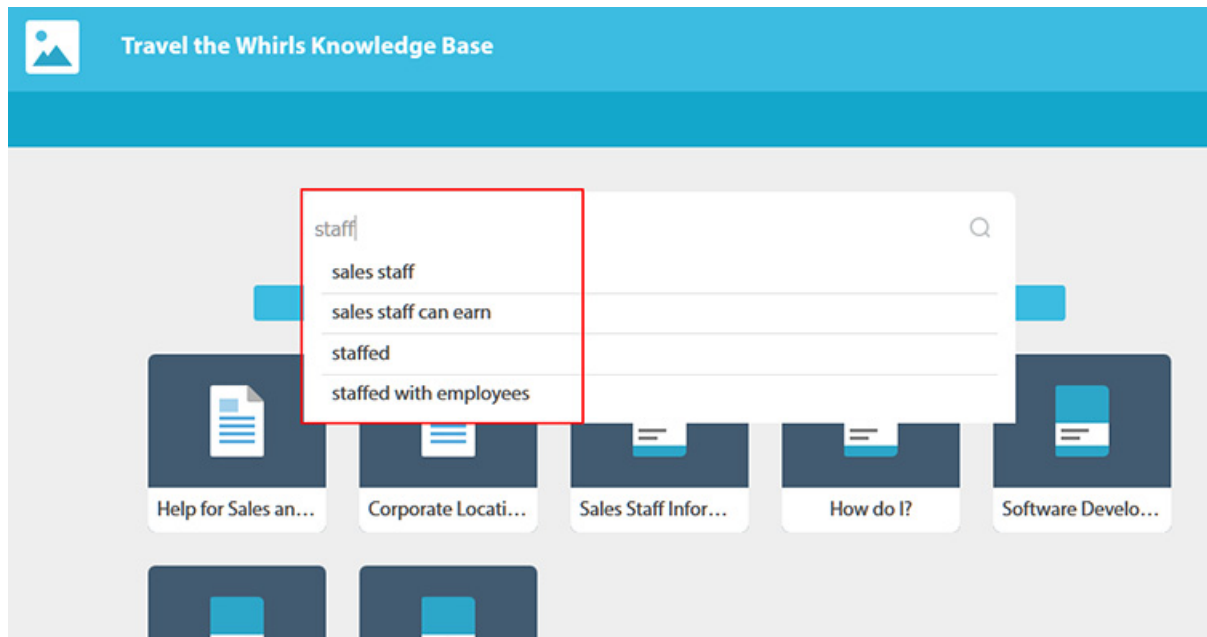 Travel the Whirls Knowledge Base
staff
sales staff
sales staff can earn
staffed
staffed with employees
Help for Sales an...
Corporate Locati...
Sales Staff Infor...
How do I?
Software Develo...